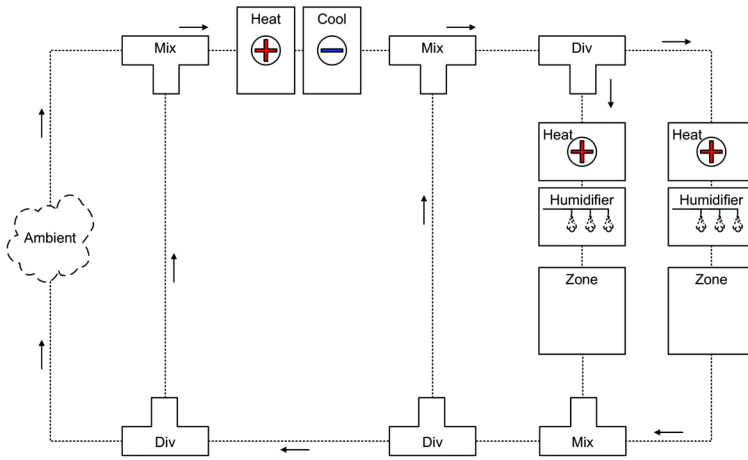 Mix
Heat
Cool
Mix
Div
Heat
Heat
Humidifier
Humidifier
Ambient
Zone
Zone
Div
Div
Mix